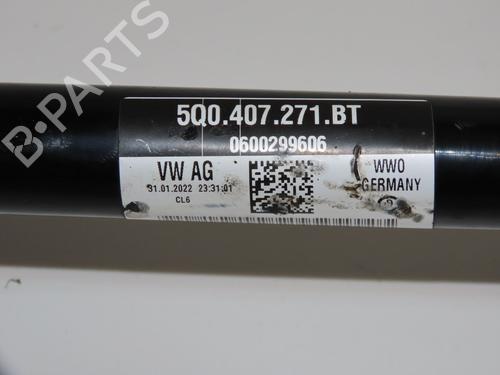 5Q0.407.271.BT
0600299606
VW AG
31.01.2022 23:31:01
CL6
WWO
GERMANY
B-PARTS